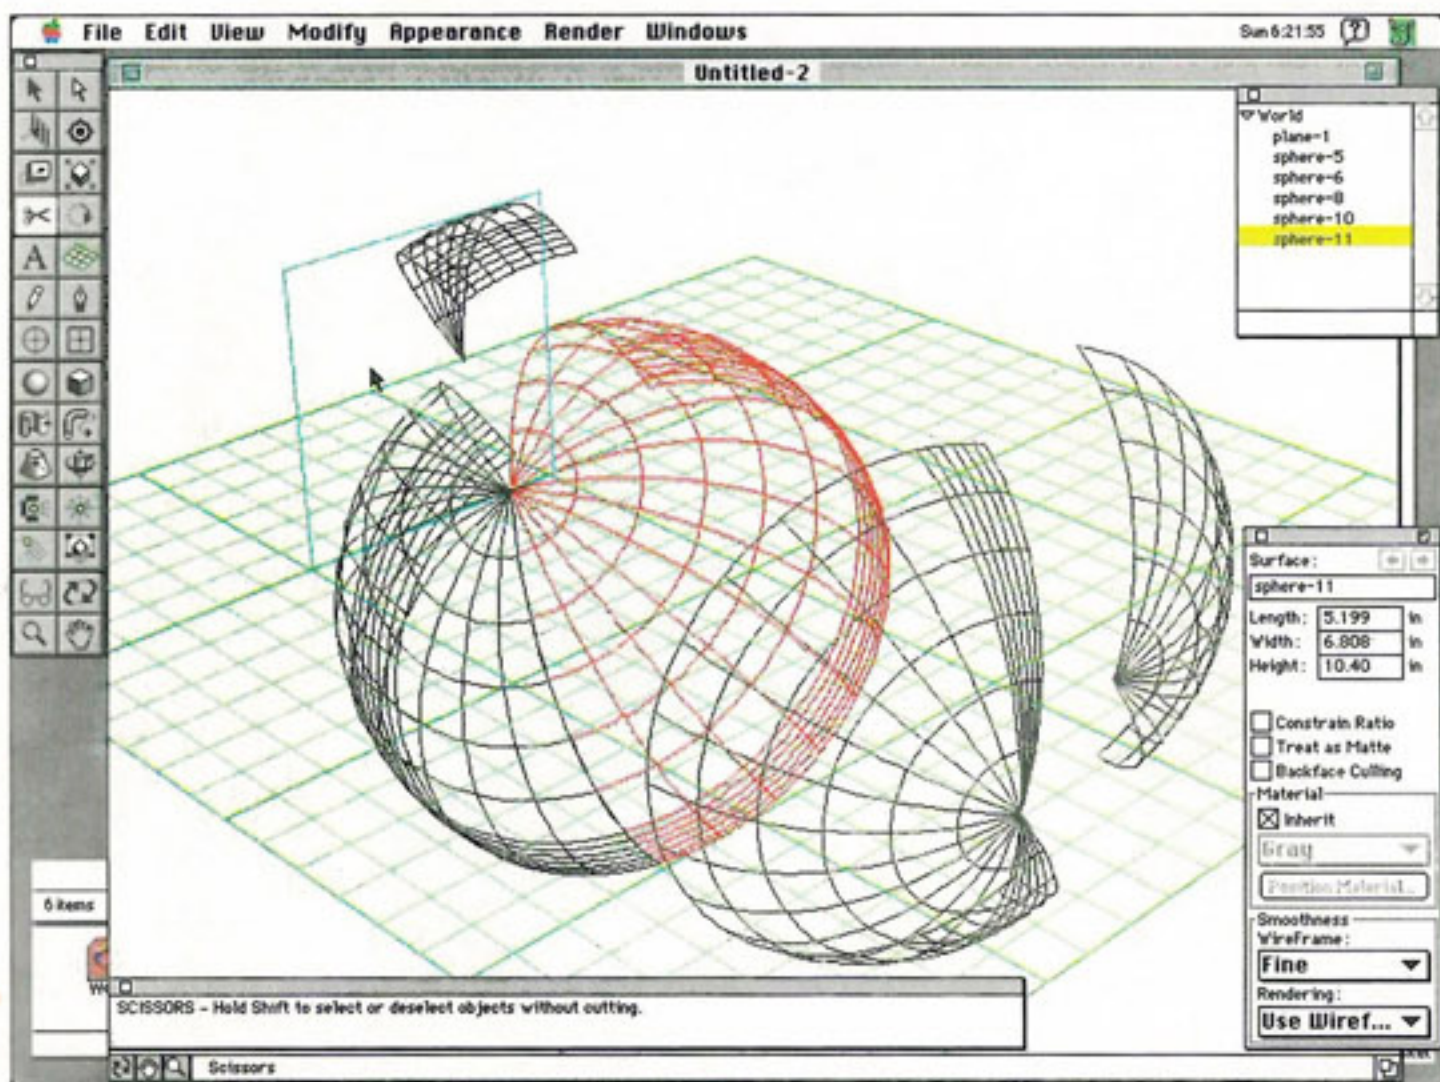 File Edit View Modify Appearance Render Windows
Sun 6:21:55
Untitled-2
World
plane-1
sphere-5
sphere-6
sphere-8
sphere-10
sphere-11
A
Surface:
sphere-11
Length: 5.199 in
Width: 6.808 in
Height: 10.40 in
Constrain Ratio
Treat as Matte
Backface Culling
Material
Inherit
Gray
Position Material...
Smoothness
WireFrame:
Fine
Rendering:
Use Wiref...
6 items
SCISSORS - Hold Shift to select or deselect objects without cutting.
Scissors